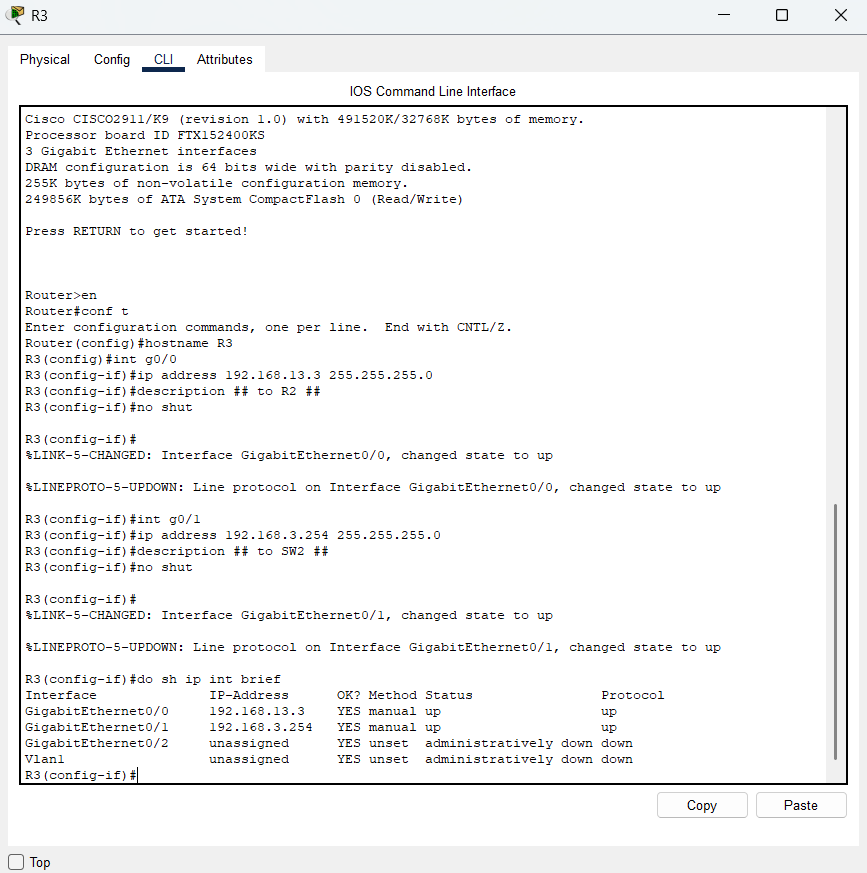 R3
Physical Config CLI Attributes
IOS Command Line Interface
Cisco CISCO2911/K9 (revision 1.0) with 491520K/32768K bytes of memory.
Processor board ID FTX152400KS
3 Gigabit Ethernet interfaces
DRAM configuration is 64 bits wide with parity disabled.
255K bytes of non-volatile configuration memory.
249856K bytes of ATA System CompactFlash 0 (Read/Write)
Press RETURN to get started!
Router>en
Router#conf t
Enter configuration commands, one per line.  End with CNTL/Z.
Router(config)#hostname R3
R3(config)#int g0/0
R3(config-if)#ip address 192.168.13.3 255.255.255.0
R3(config-if)#description ## to R2 ##
R3(config-if)#no shut
R3(config-if)#
%LINK-5-CHANGED: Interface GigabitEthernet0/0, changed state to up
%LINEPROTO-5-UPDOWN: Line protocol on Interface GigabitEthernet0/0, changed state to up
R3(config-if)#int g0/1
R3(config-if)#ip address 192.168.3.254 255.255.255.0
R3(config-if)#description ## to SW2 ##
R3(config-if)#no shut
R3(config-if)#
%LINK-5-CHANGED: Interface GigabitEthernet0/1, changed state to up
%LINEPROTO-5-UPDOWN: Line protocol on Interface GigabitEthernet0/1, changed state to up
R3(config-if)#do sh ip int brief
Interface              IP-Address      OK? Method Status                Protocol
GigabitEthernet0/0     192.168.13.3    YES manual up                    up
GigabitEthernet0/1     192.168.3.254   YES manual up                    up
GigabitEthernet0/2     unassigned      YES unset  administratively down down
Vlan1                  unassigned      YES unset  administratively down down
R3(config-if)#
Copy Paste
Top